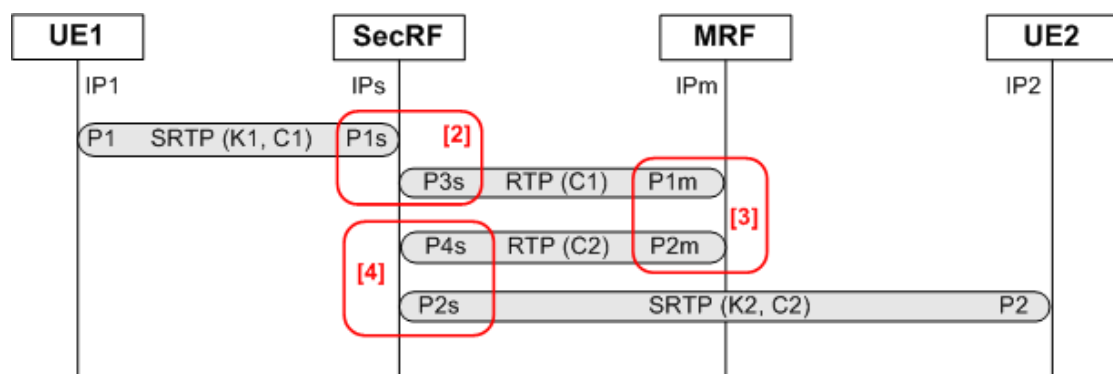 UE1 SecRF MRF UE2
IP1 IPs IPm IP2
P1 SRTP (K1, C1) P1s [2]
P3s RTP (C1) P1m
[3]
P4s RTP (C2) P2m
[4]
P2s SRTP (K2, C2) P2